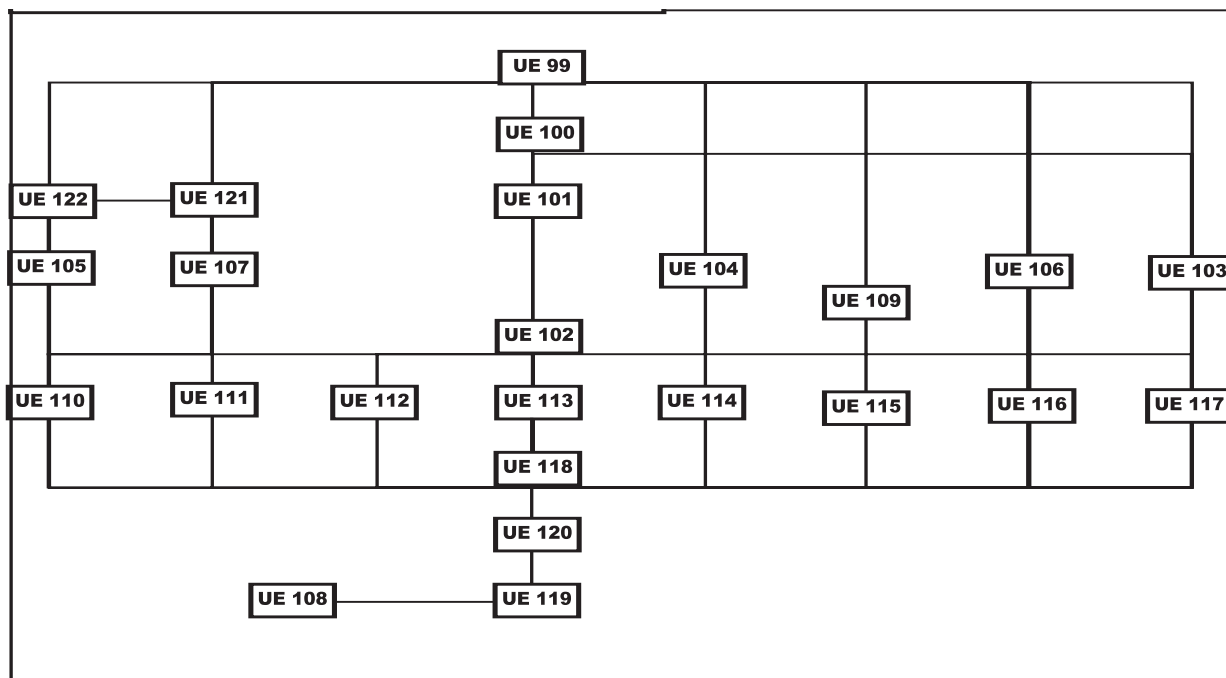 UE 99
UE 100
UE 122
UE 121
UE 101
UE 105
UE 107
UE 104
UE 106
UE 103
UE 109
UE 102
UE 110
UE 111
UE 112
UE 113
UE 114
UE 115
UE 116
UE 117
UE 118
UE 120
UE 108
UE 119